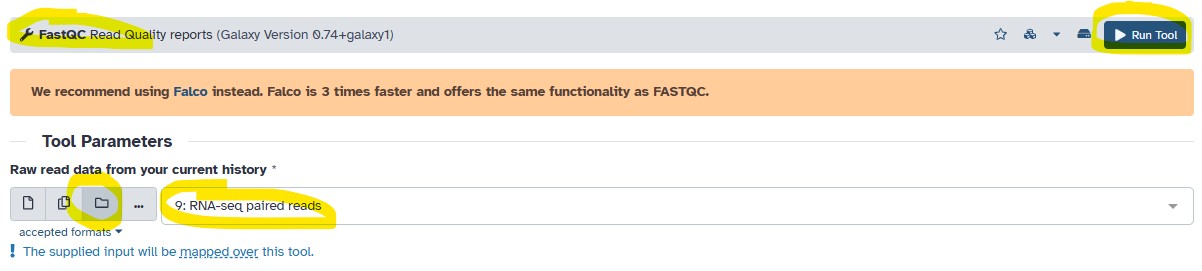 FastQC Read Quality reports (Galaxy Version 0.74+galaxy1) Run Tool
We recommend using Falco instead. Falco is 3 times faster and offers the same functionality as FASTQC.
Tool Parameters
Raw read data from your current history *
... 9: RNA-seq paired reads
accepted formats
! The supplied input will be mapped over this tool.